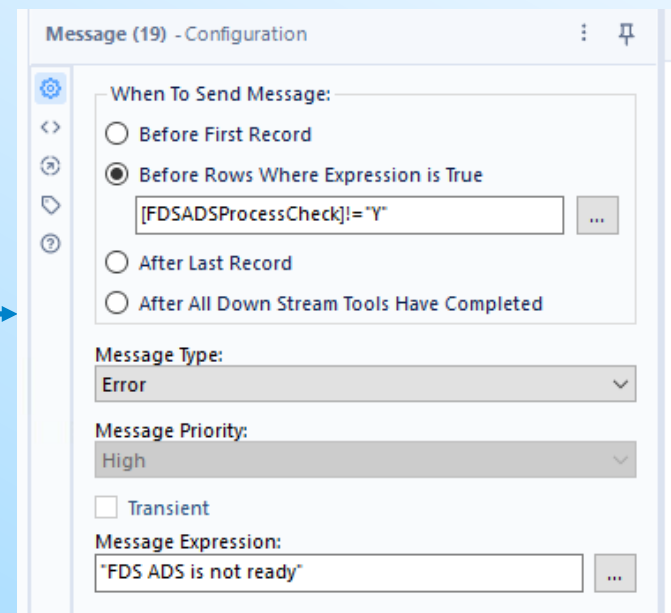 Message (19) - Configuration
When To Send Message:
Before First Record
Before Rows Where Expression is True
[FDSADSProcessCheck]!="Y"
...
After Last Record
After All Down Stream Tools Have Completed
Message Type:
Error
Message Priority:
High
Transient
Message Expression:
"FDS ADS is not ready"
...